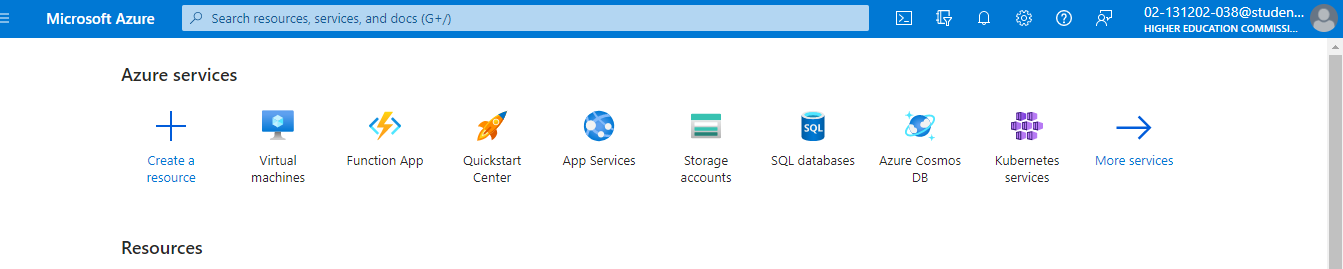 Microsoft Azure
Search resources, services, and docs (G+/)
02-131202-038@studen...
HIGHER EDUCATION COMMISSI...
Azure services
Create a
resource
Virtual
machines
Function App
Quickstart
Center
App Services
Storage
accounts
SQL
SQL databases
Azure Cosmos
DB
Kubernetes
services
More services
Resources